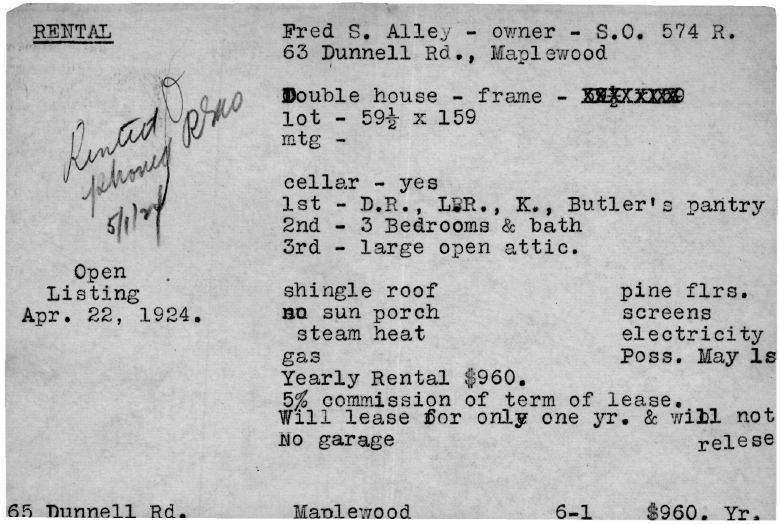 RENTAL
Fred S. Alley - owner - S.O. 574 R.
63 Dunnell Rd., Maplewood
Double house - frame -
lot - 59½ x 159
mtg -
Rented
phoned
5/1/24
cellar - yes
1st - D.R., L.R., K., Butler's pantry
2nd - 3 Bedrooms & bath
3rd - large open attic.
Open
Listing
Apr. 22, 1924.
shingle roof pine flrs.
no sun porch screens
steam heat electricity
gas Poss. May 1s
Yearly Rental $960.
5% commission of term of lease.
Will lease for only one yr. & will not
No garage relese
65 Dunnell Rd. Maplewood 6-1 $960. Yr.